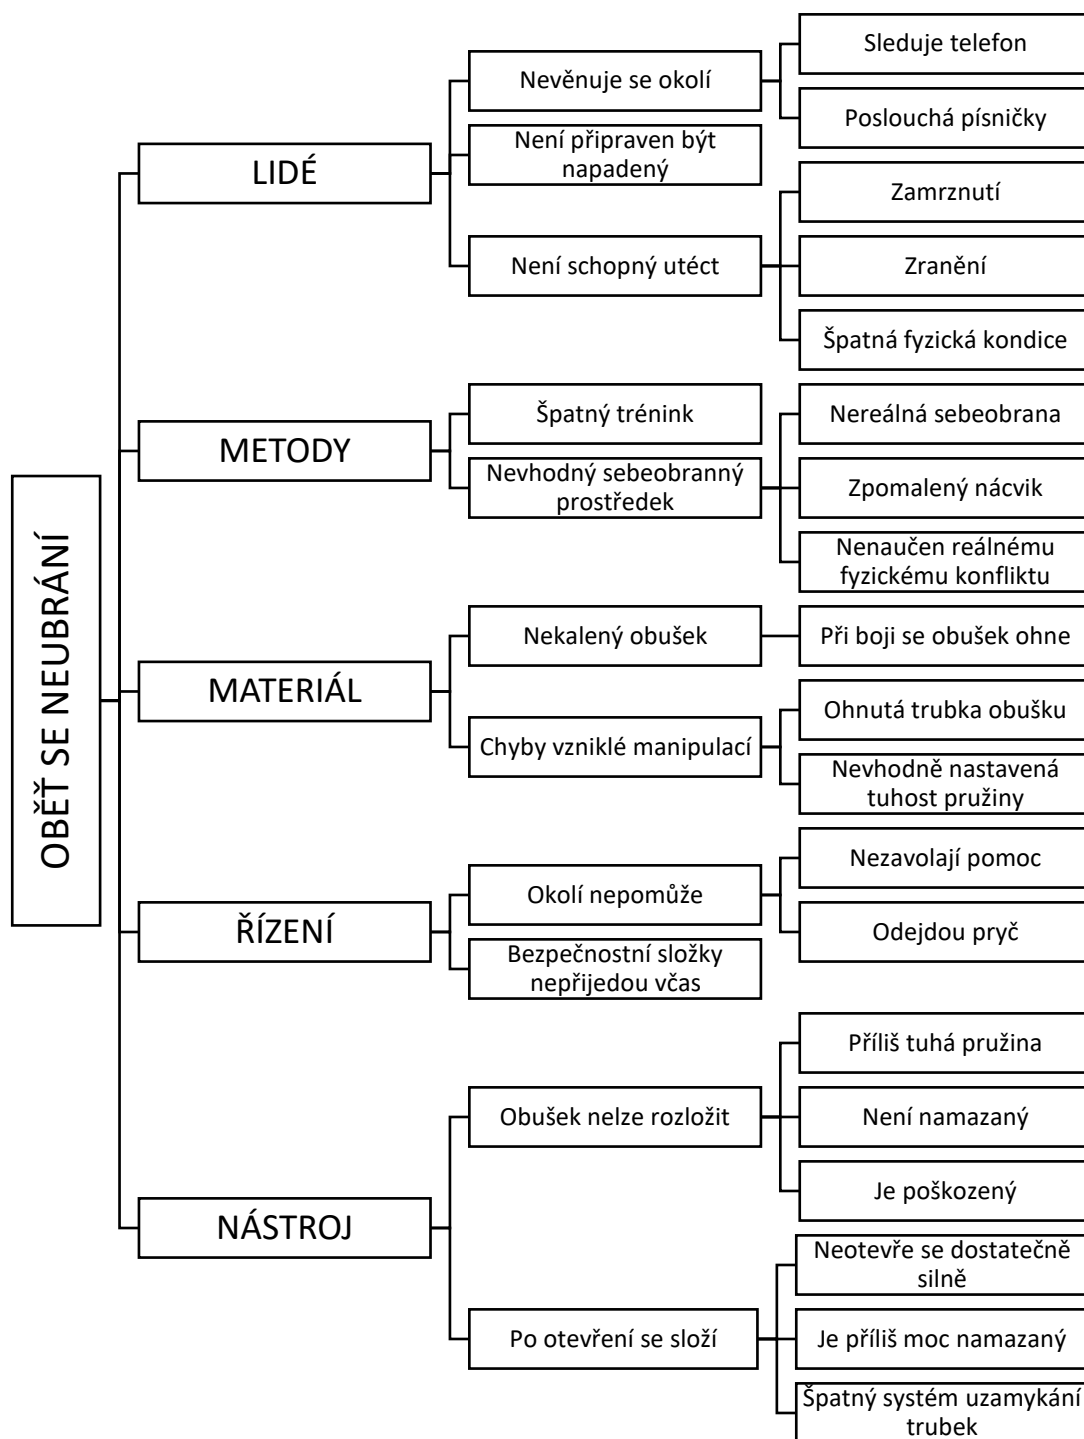 OBĚŤ SE NEUBRÁNÍ
LIDÉ
Nevěnuje se okolí
Sleduje telefon
Poslouchá písničky
Není připraven být
napadený
Není schopný utéct
Zamrznutí
Zranění
Špatná fyzická kondice
METODY
Špatný trénink
Nevhodný sebeobranný
prostředek
Nereálná sebeobrana
Zpomalený nácvik
Nenaučen reálnému
fyzickému konfliktu
MATERIÁL
Nekalený obušek
Při boji se obušek ohne
Chyby vzniklé manipulací
Ohnutá trubka obušku
Nevhodně nastavená
tuhost pružiny
ŘÍZENÍ
Okolí nepomůže
Nezavolají pomoc
Odejdou pryč
Bezpečnostní složky
nepřijedou včas
NÁSTROJ
Obušek nelze rozložit
Příliš tuhá pružina
Není namazaný
Je poškozený
Po otevření se složí
Neotevře se dostatečně
silně
Je příliš moc namazaný
Špatný systém uzamykání
trubek